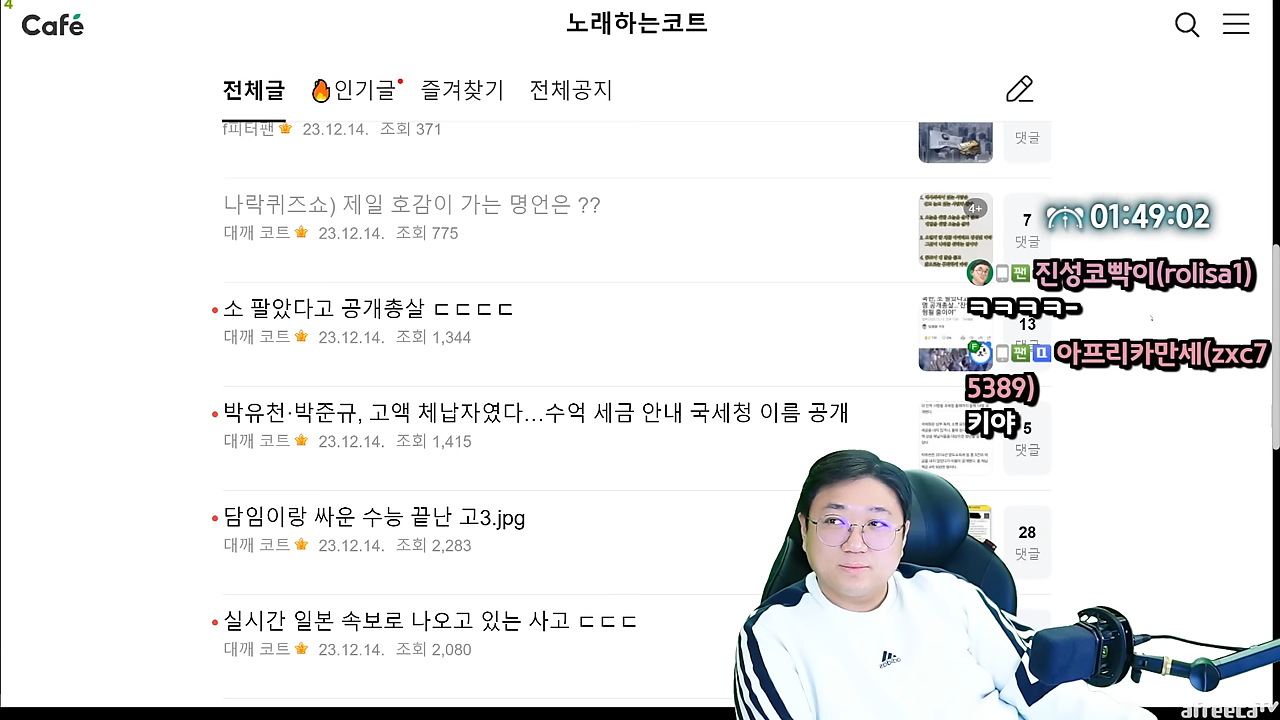 4
Café
노래하는코트
전체글
인기글
즐겨찾기
전체공지
f피터팬 23.12.14. 조회 371
댓글
나락퀴즈쇼) 제일 호감이 가는 명언은 ??
대깨 코트 23.12.14. 조회 775
4+
7
댓글
01:49:02
팬 진성코빡이(rolisa1)
ㅋㅋㅋㅋ~
소 팔았다고 공개총살 ㄷㄷㄷㄷ
대깨 코트 23.12.14. 조회 1,344
13
팬 아프리카만세(zxc7
5389)
키야
박유천·박준규, 고액 체납자였다.. 수억 세금 안내 국세청 이름 공개
대깨 코트 23.12.14. 조회 1,415
5
댓글
담임이랑 싸운 수능 끝난 고3.jpg
대깨 코트 23.12.14. 조회 2,283
28
댓글
실시간 일본 속보로 나오고 있는 사고 ㄷㄷㄷ
대깨 코트 23.12.14. 조회 2,080
adidas
afreecaTV